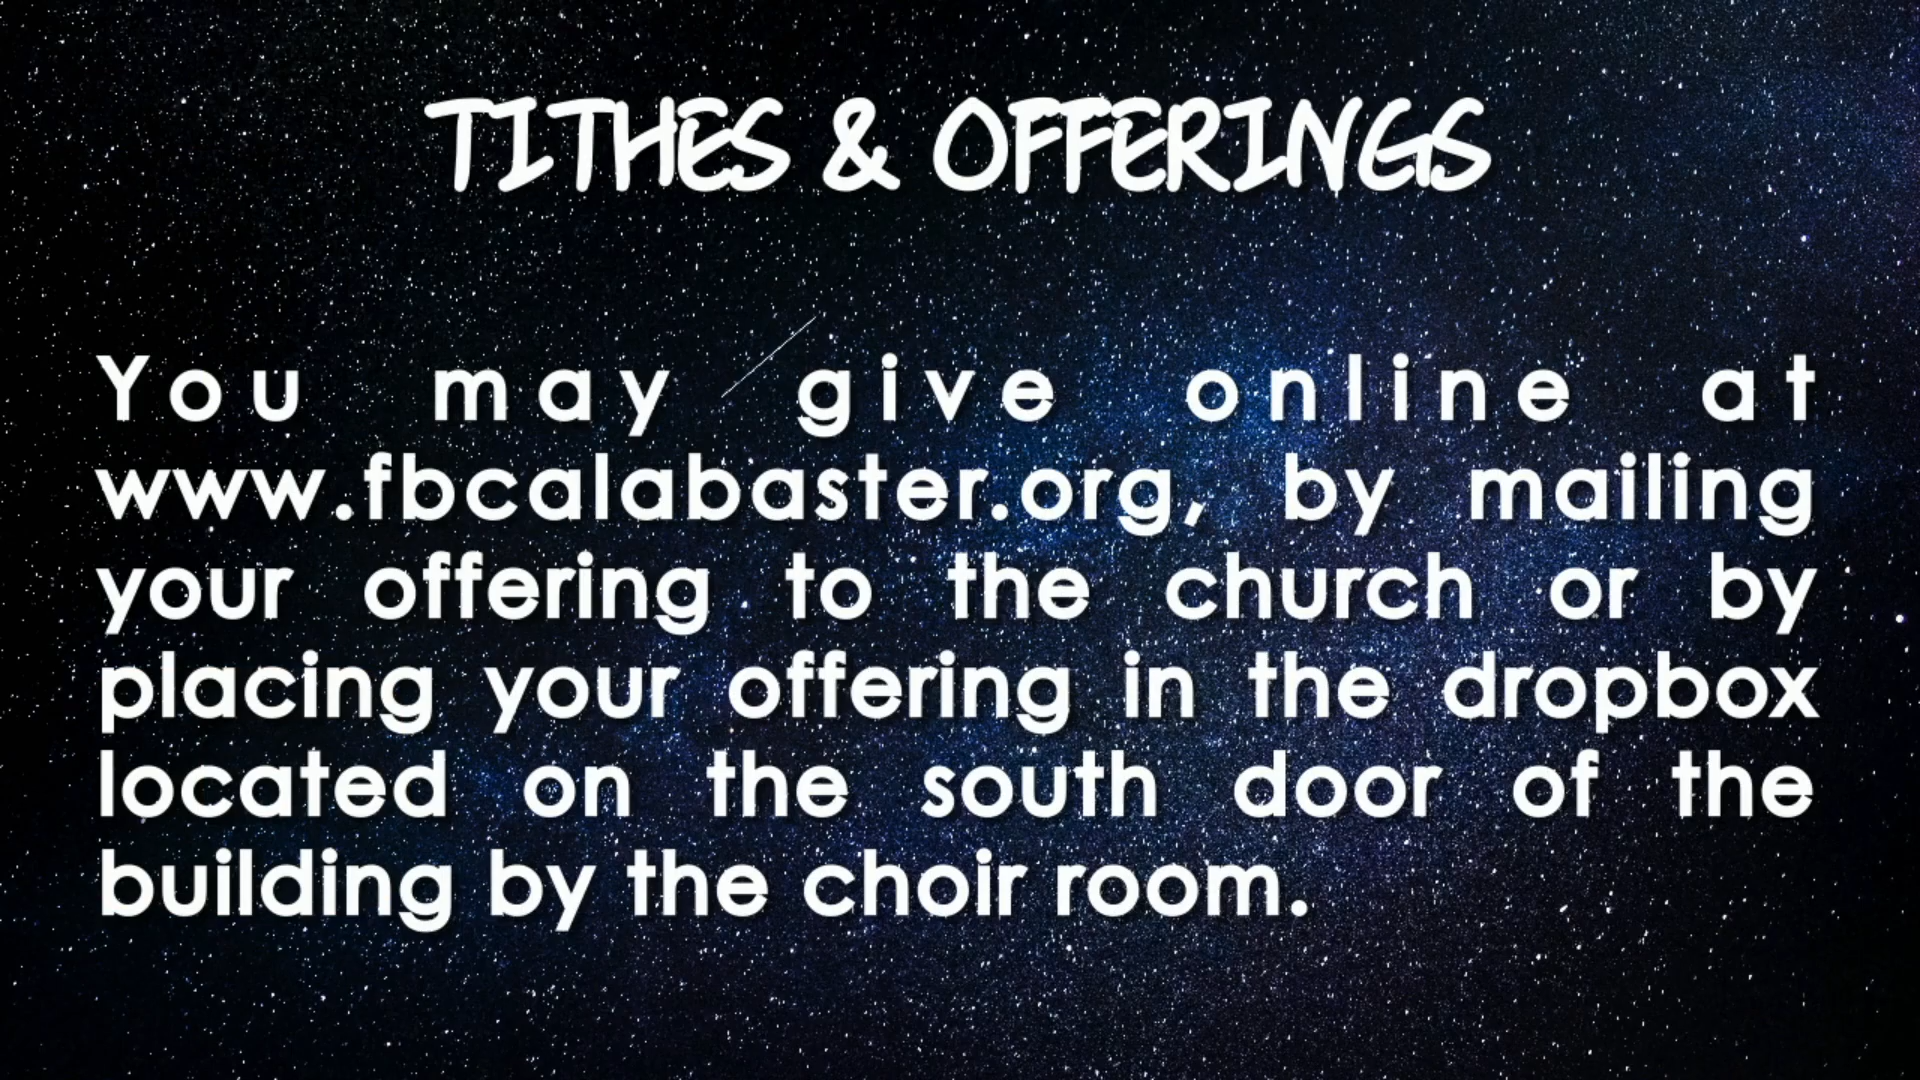 TITHES & OFFERINGS
You may give online at
www.fbcalabaster.org, by mailing
your offering to the church or by
placing your offering in the dropbox
located on the south door of the
building by the choir room.